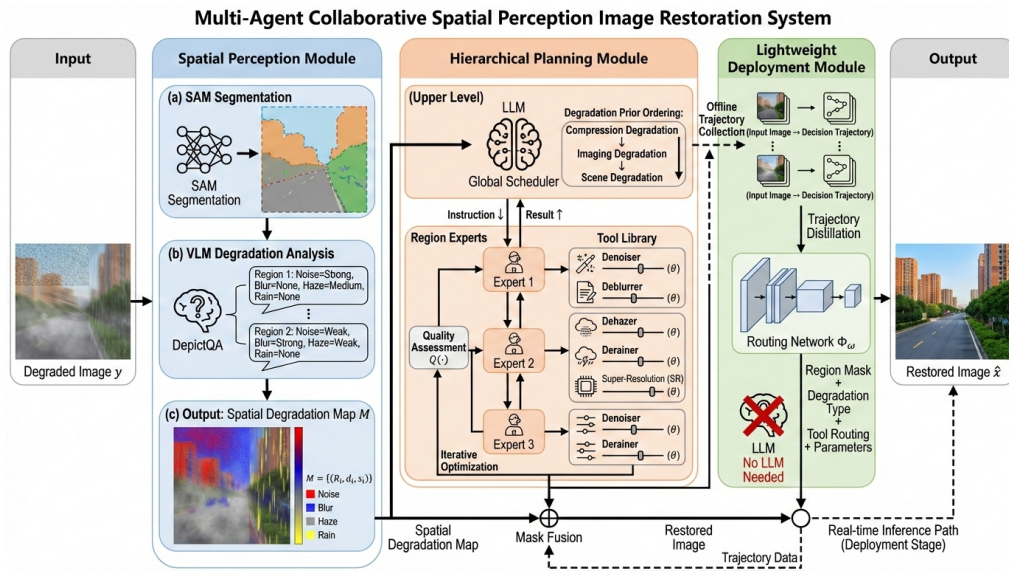 Multi-Agent Collaborative Spatial Perception Image Restoration System
Input
Degraded Image y
Spatial Perception Module
(a) SAM Segmentation
SAM
Segmentation
(b) VLM Degradation Analysis
DepictQA
Region 1: Noise=Strong,
Blur=None, Haze=Medium,
Rain=None
⋮
Region 2: Noise=Weak,
Blur=Strong, Haze=Weak,
Rain=None
(c) Output: Spatial Degradation Map M
M = {(R_i, d_i, s_i)}
Noise
Blur
Haze
Rain
Hierarchical Planning Module
(Upper Level)
LLM
Global Scheduler
Degradation Prior Ordering:
Compression Degradation
↓
Imaging Degradation
↓
Scene Degradation
Instruction ↓
Result ↑
Region Experts
Expert 1
Expert 2
Expert 3
Quality
Assessment
Q(·)
Iterative
Optimization
Tool Library
Denoiser
(θ)
Deblurrer
(θ)
Dehazer
(θ)
Derainer
(θ)
Super-Resolution (SR)
(θ)
Denoiser
(θ)
Derainer
(θ)
Offline
Trajectory
Collection
Lightweight
Deployment Module
(Input Image → Decision Trajectory)
⋮
⋮
(Input Image → Decision Trajectory)
Trajectory
Distillation
Routing Network Φ_ω
LLM
No LLM
Needed
Region Mask
+
Degradation
Type
+
Tool Routing
+ Parameters
Output
Restored Image x̂
Spatial
Degradation Map
Mask Fusion
Restored
Image
Trajectory Data
Real-time Inference Path
(Deployment Stage)